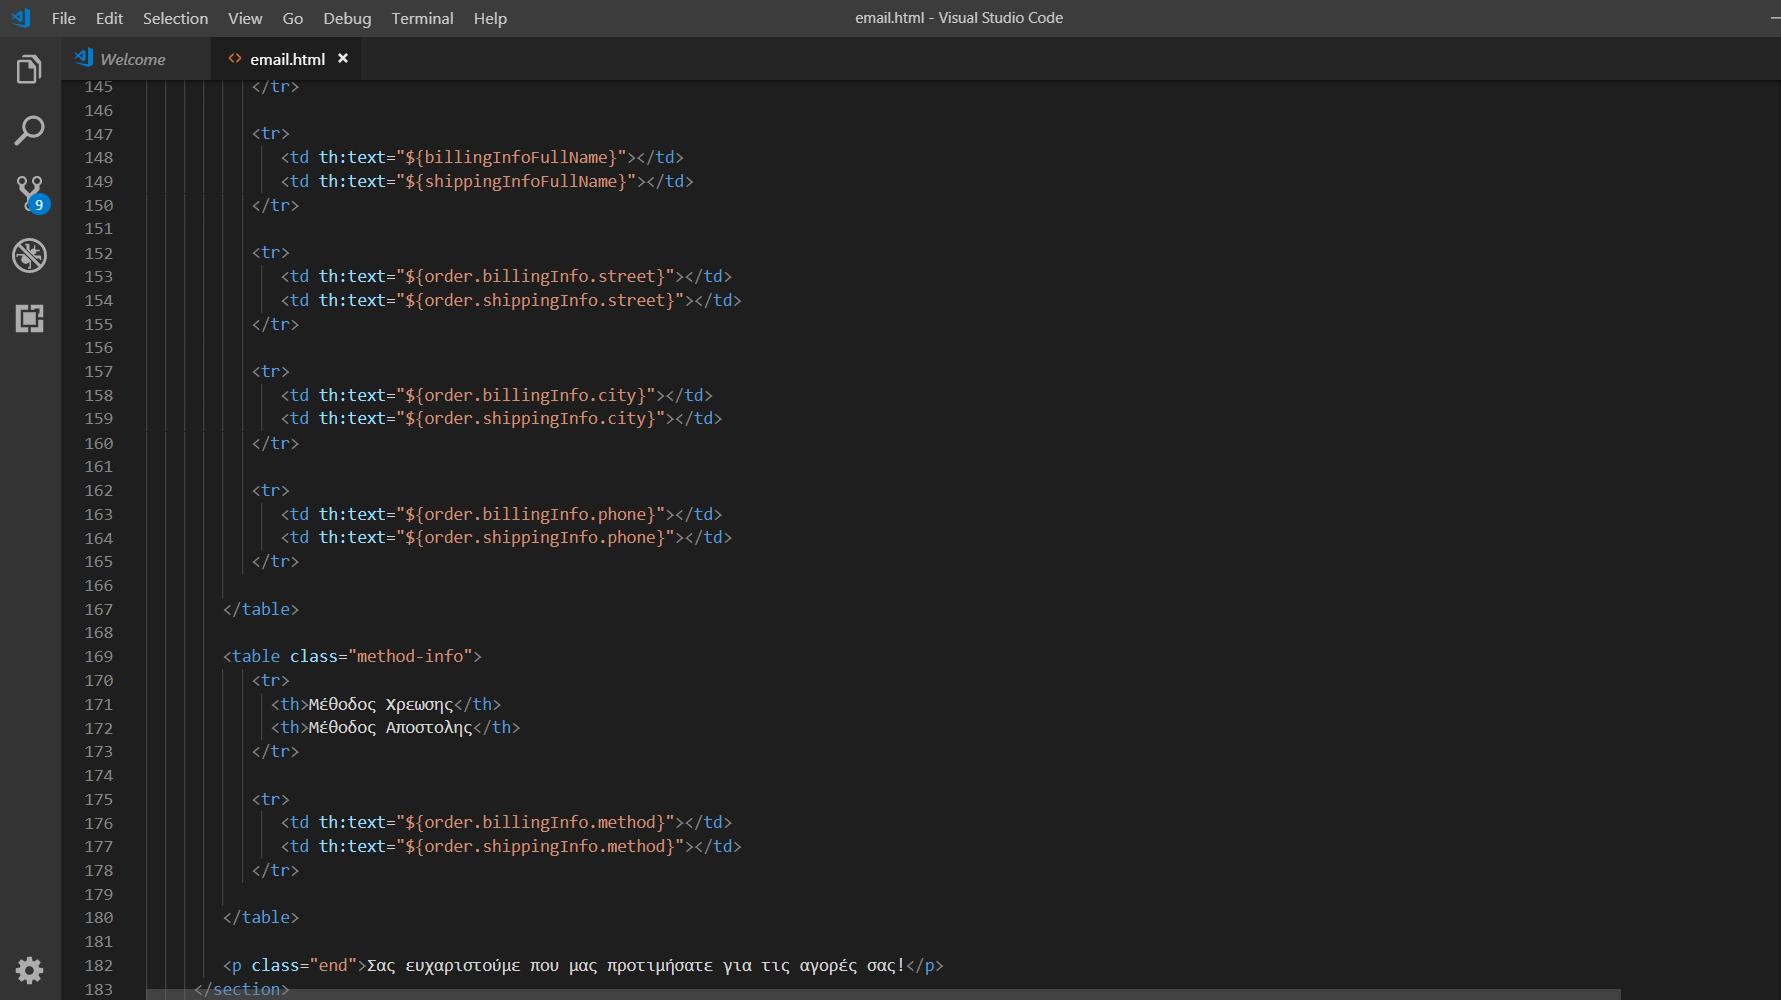 File Edit Selection View Go Debug Terminal Help email.html - Visual Studio Code
Welcome email.html
145 </tr>
146
147 <tr>
148 <td th:text="${billingInfoFullName}"></td>
149 <td th:text="${shippingInfoFullName}"></td>
150 </tr>
151
152 <tr>
153 <td th:text="${order.billingInfo.street}"></td>
154 <td th:text="${order.shippingInfo.street}"></td>
155 </tr>
156
157 <tr>
158 <td th:text="${order.billingInfo.city}"></td>
159 <td th:text="${order.shippingInfo.city}"></td>
160 </tr>
161
162 <tr>
163 <td th:text="${order.billingInfo.phone}"></td>
164 <td th:text="${order.shippingInfo.phone}"></td>
165 </tr>
166
167 </table>
168
169 <table class="method-info">
170 <tr>
171 <th>Μέθοδος Χρεωσης</th>
172 <th>Μέθοδος Αποστολης</th>
173 </tr>
174
175 <tr>
176 <td th:text="${order.billingInfo.method}"></td>
177 <td th:text="${order.shippingInfo.method}"></td>
178 </tr>
179
180 </table>
181
182 <p class="end">Σας ευχαριστούμε που μας προτιμήσατε για τις αγορές σας!</p>
183 </section>
9